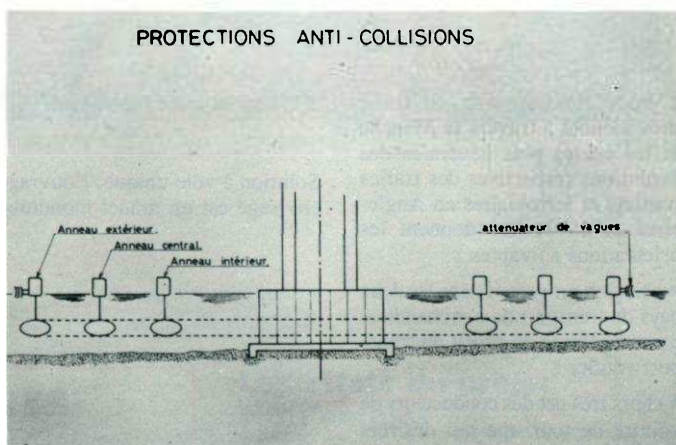 PROTECTIONS ANTI-COLLISIONS
Anneau extérieur.
Anneau central.
Anneau intérieur
attenuateur de vagues